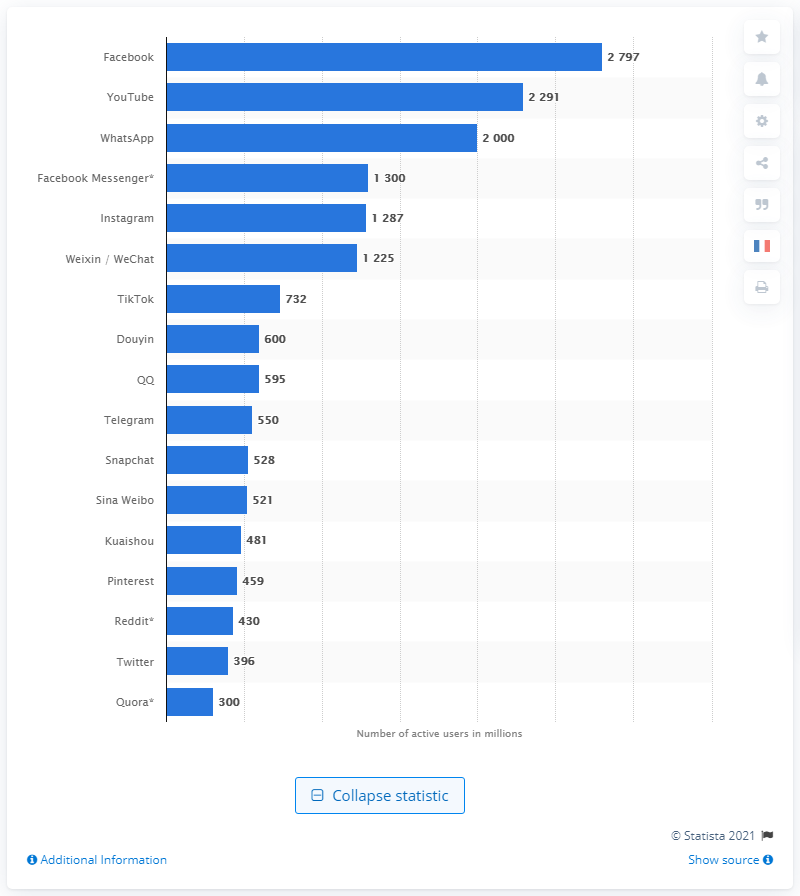 Facebook 2 797
YouTube 2 291
WhatsApp 2 000
Facebook Messenger* 1 300
Instagram 1 287
Weixin / WeChat 1 225
TikTok 732
Douyin 600
QQ 595
Telegram 550
Snapchat 528
Sina Weibo 521
Kuaishou 481
Pinterest 459
Reddit* 430
Twitter 396
Quora* 300
Number of active users in millions
Collapse statistic
© Statista 2021
Additional Information
Show source